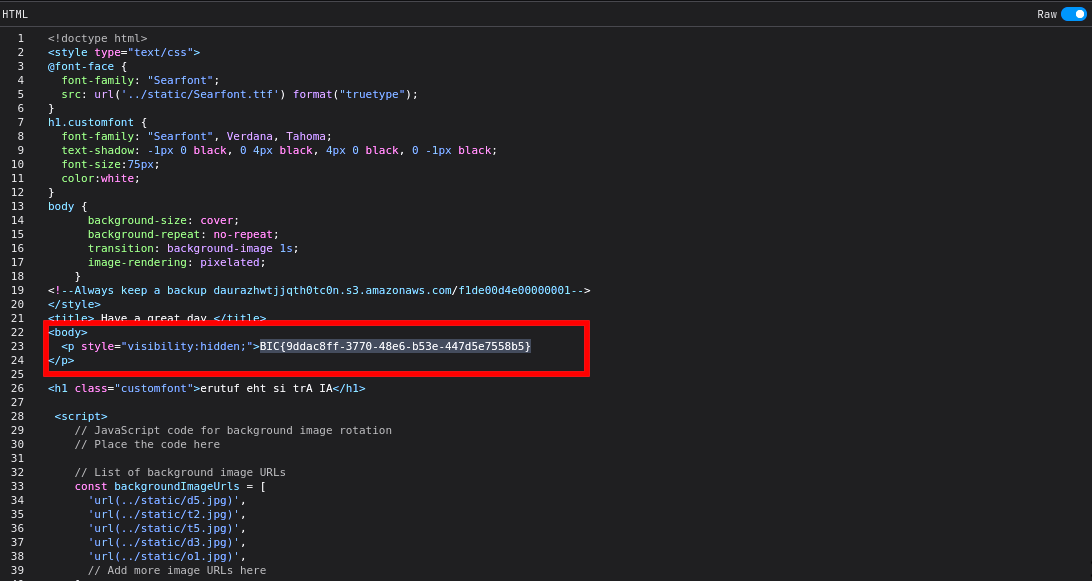 HTML
Raw
1 <!doctype html>
2 <style type="text/css">
3 @font-face {
4 font-family: "Searfont";
5 src: url('../static/Searfont.ttf') format("truetype");
6 }
7 h1.customfont {
8 font-family: "Searfont", Verdana, Tahoma;
9 text-shadow: -1px 0 black, 0 4px black, 4px 0 black, 0 -1px black;
10 font-size:75px;
11 color:white;
12 }
13 body {
14 background-size: cover;
15 background-repeat: no-repeat;
16 transition: background-image 1s;
17 image-rendering: pixelated;
18 }
19 <!--Always keep a backup daurazhwtjjqth0tc0n.s3.amazonaws.com/f1de00d4e00000001-->
20 </style>
21 <title> Have a great day </title>
22 <body>
23 <p style="visibility:hidden;">BIC{9ddac8ff-3770-48e6-b53e-447d5e7558b5}
24 </p>
25
26 <h1 class="customfont">erutuf eht si trA IA</h1>
27
28 <script>
29 // JavaScript code for background image rotation
30 // Place the code here
31
32 // List of background image URLs
33 const backgroundImageUrls = [
34 'url(../static/d5.jpg)',
35 'url(../static/t2.jpg)',
36 'url(../static/t5.jpg)',
37 'url(../static/d3.jpg)',
38 'url(../static/o1.jpg)',
39 // Add more image URLs here